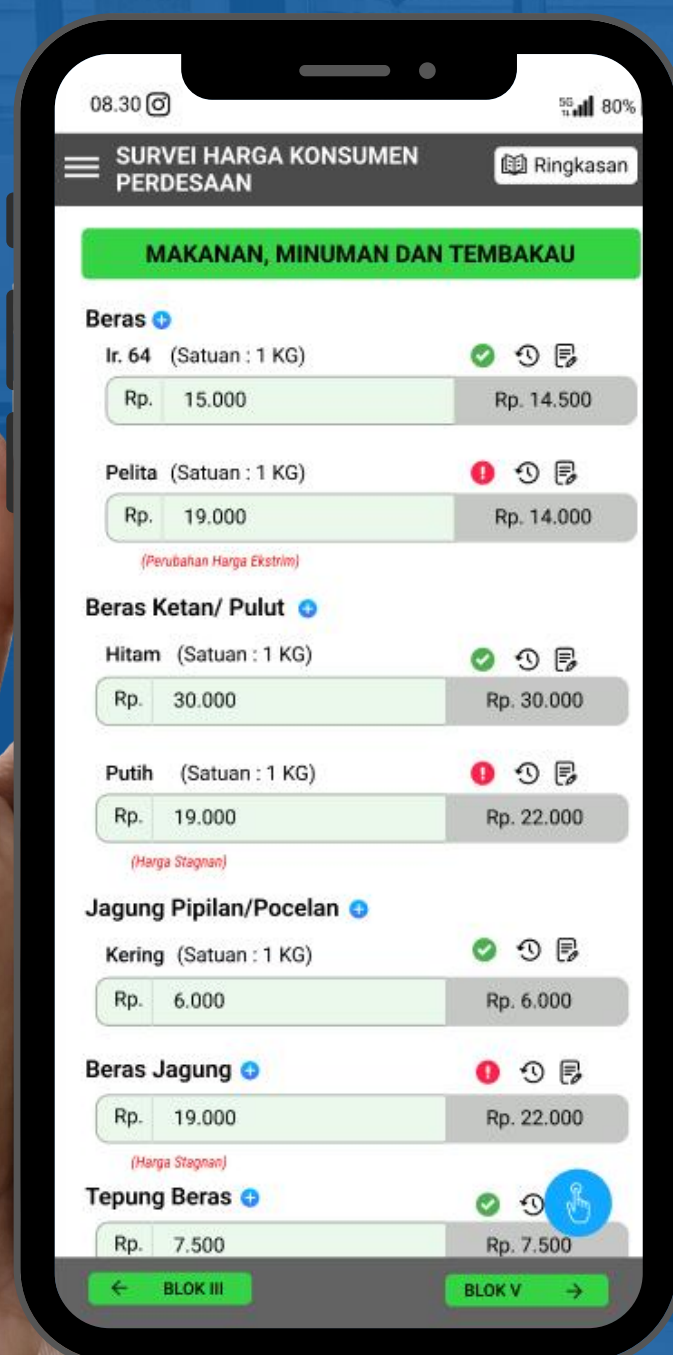 08.30 5G 80%
SURVEI HARGA KONSUMEN
PERDESAAN
Ringkasan
MAKANAN, MINUMAN DAN TEMBAKAU
Beras
Ir. 64 (Satuan : 1 KG)
Rp. 15.000 Rp. 14.500
Pelita (Satuan : 1 KG)
Rp. 19.000 Rp. 14.000
(Perubahan Harga Ekstrim)
Beras Ketan/ Pulut
Hitam (Satuan : 1 KG)
Rp. 30.000 Rp. 30.000
Putih (Satuan : 1 KG)
Rp. 19.000 Rp. 22.000
(Harga Stagnan)
Jagung Pipilan/Pocelan
Kering (Satuan : 1 KG)
Rp. 6.000 Rp. 6.000
Beras Jagung
Rp. 19.000 Rp. 22.000
(Harga Stagnan)
Tepung Beras
Rp. 7.500 Rp. 7.500
← BLOK III BLOK V →